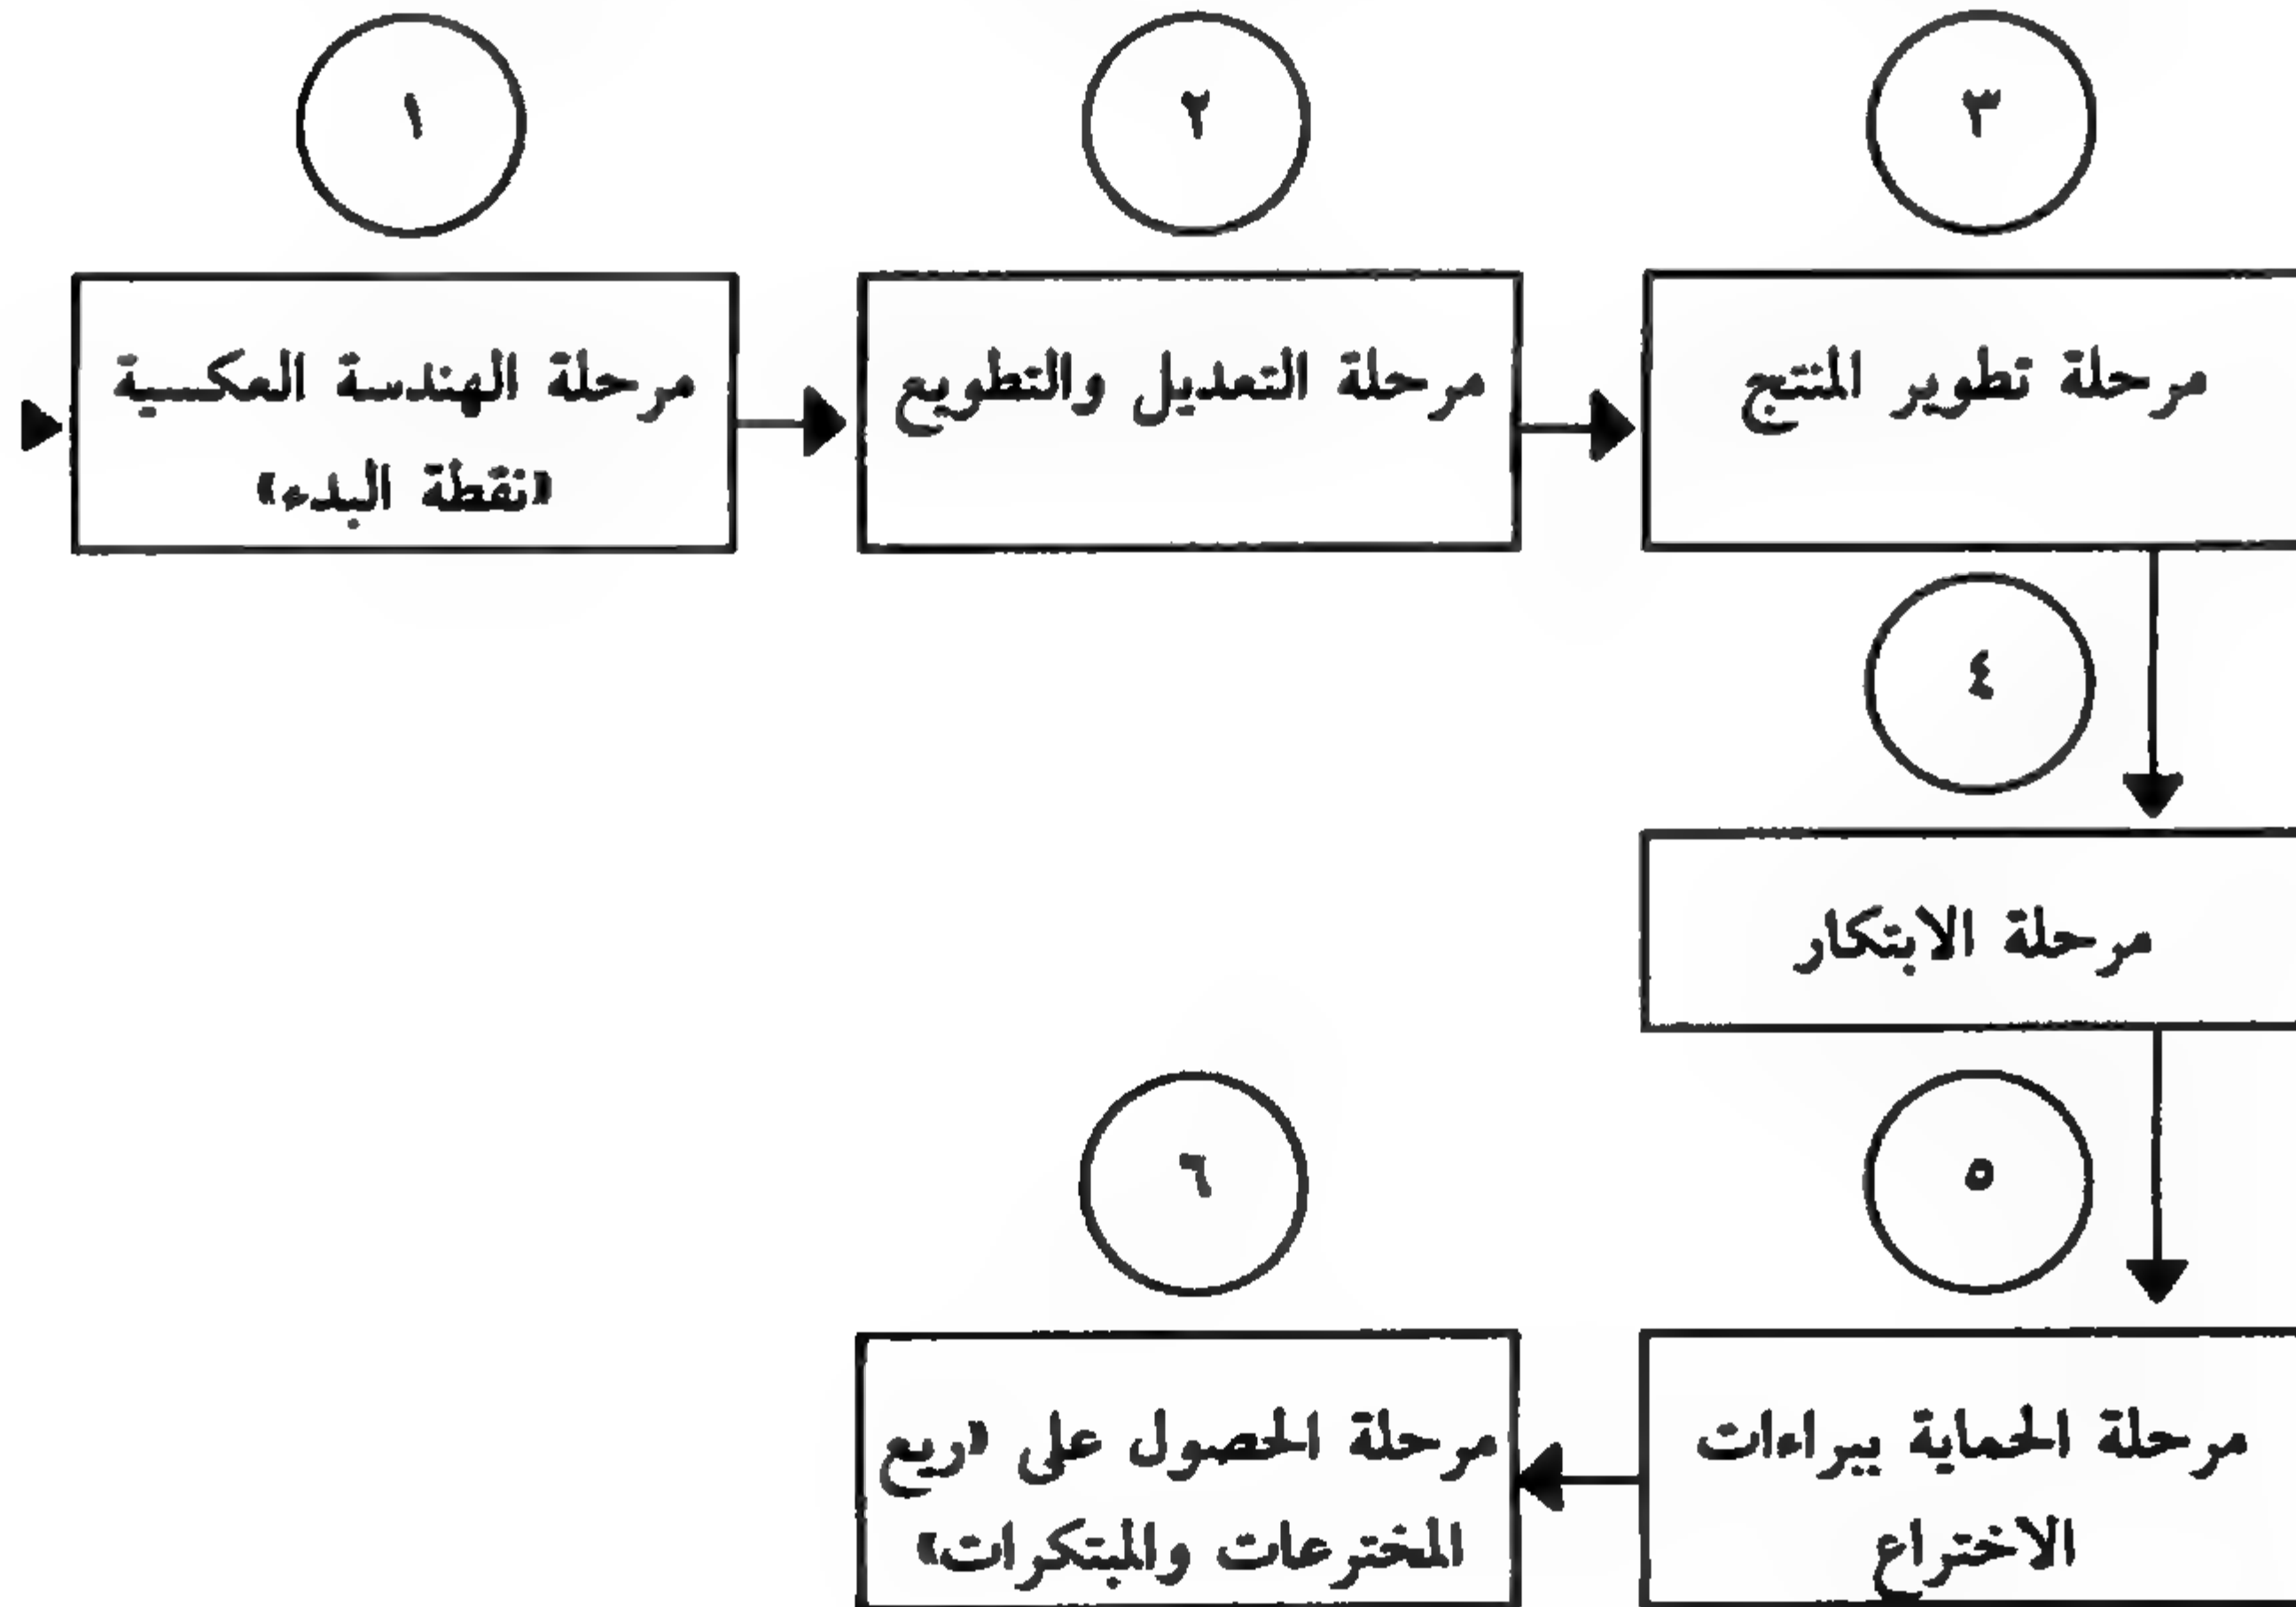 ١
مرحلة الهندسة العكسية
«نقطة البدء»
٢
مرحلة التعديل والتطويع
٣
مرحلة تطوير المنتج
٤
مرحلة الابتكار
٥
مرحلة الحماية ببراءات
الاختراع
٦
مرحلة الحصول على «ريع
المخترعات والمبتكرات»